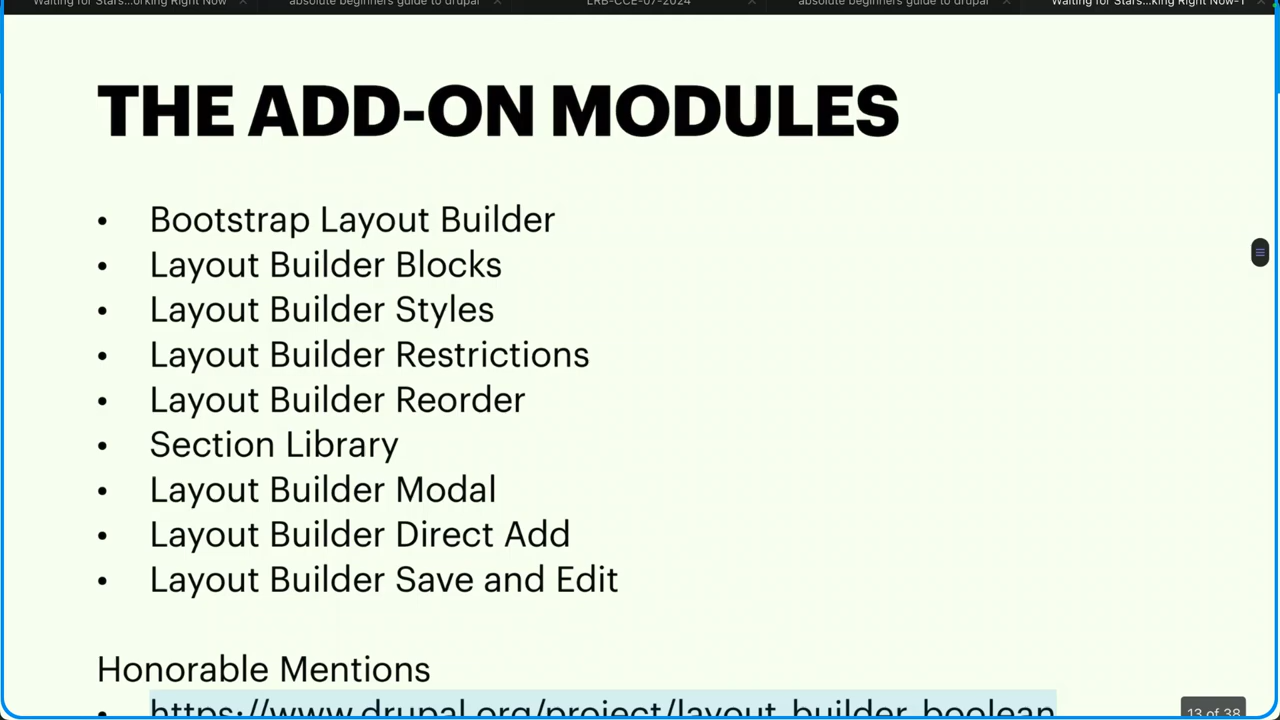 Waiting for Stars...orking Right Now
absolute beginners guide to drupal
LRB-CCE-07-2024
absolute beginners guide to drupal
Waiting for Stars...king Right Now-1
THE ADD-ON MODULES
• Bootstrap Layout Builder
• Layout Builder Blocks
• Layout Builder Styles
• Layout Builder Restrictions
• Layout Builder Reorder
• Section Library
• Layout Builder Modal
• Layout Builder Direct Add
• Layout Builder Save and Edit
Honorable Mentions
• https://www.drupal.org/project/layout_builder_boolean
13 of 38